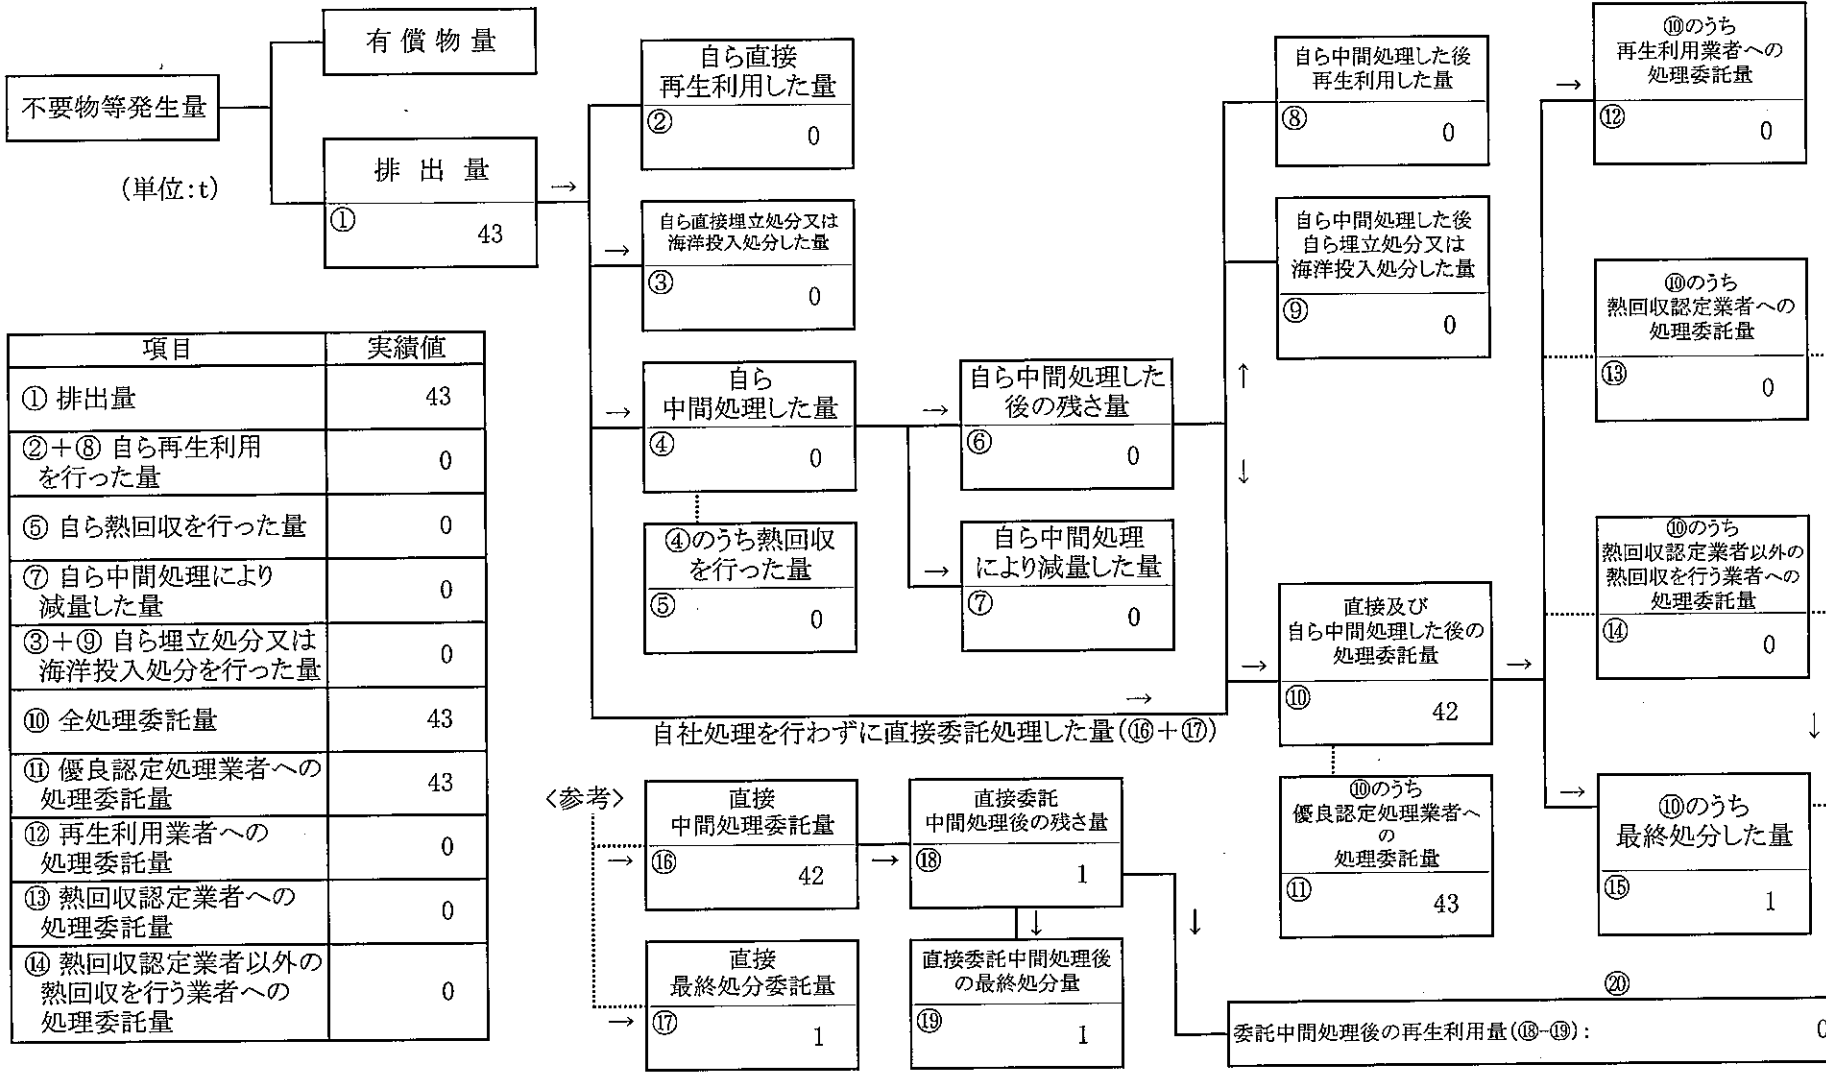 有償物量
不要物等発生量
(単位:t)
排出量
①
43
→
自ら直接
再生利用した量
②
0
→
自ら直接埋立処分又は
海洋投入処分した量
③
0
→
自ら
中間処理した量
④
0
④のうち熱回収
を行った量
⑤
0
→
自ら中間処理した
後の残さ量
⑥
0
→
自ら中間処理
により減量した量
⑦
0
→
自社処理を行わずに直接委託処理した量(⑯+⑰)
↑
↓
自ら中間処理した後
再生利用した量
⑧
0
自ら中間処理した後
自ら埋立処分又は
海洋投入処分した量
⑨
0
→
直接及び
自ら中間処理した後の
処理委託量
⑩
42
⑩のうち
優良認定処理業者へ
の
処理委託量
⑪
43
→
→
⑩のうち
再生利用業者への
処理委託量
⑫
0
⑩のうち
熱回収認定業者への
処理委託量
⑬
0
⑩のうち
熱回収認定業者以外の
熱回収を行う業者への
処理委託量
⑭
0
↓
→
⑩のうち
最終処分した量
⑮
1
項目 実績値
① 排出量 43
②+⑧ 自ら再生利用
を行った量 0
⑤ 自ら熱回収を行った量 0
⑦ 自ら中間処理により
減量した量 0
③+⑨ 自ら埋立処分又は
海洋投入処分を行った量 0
⑩ 全処理委託量 43
⑪ 優良認定処理業者への
処理委託量 43
⑫ 再生利用業者への
処理委託量 0
⑬ 熱回収認定業者への
処理委託量 0
⑭ 熱回収認定業者以外の
熱回収を行う業者への
処理委託量 0
〈参考〉
→
直接
中間処理委託量
⑯
42
→
直接委託
中間処理後の残さ量
⑱
1
↓
↓
→
直接
最終処分委託量
⑰
1
直接委託中間処理後
の最終処分量
⑲
1
⑳
委託中間処理後の再生利用量(⑱-⑲): 0